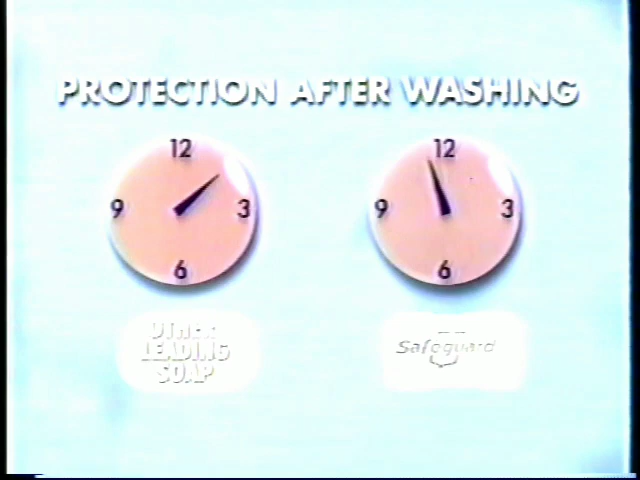 PROTECTION AFTER WASHING
12
9
3
6
12
9
3
6
OTHER
LEADING
SOAP
Safeguard